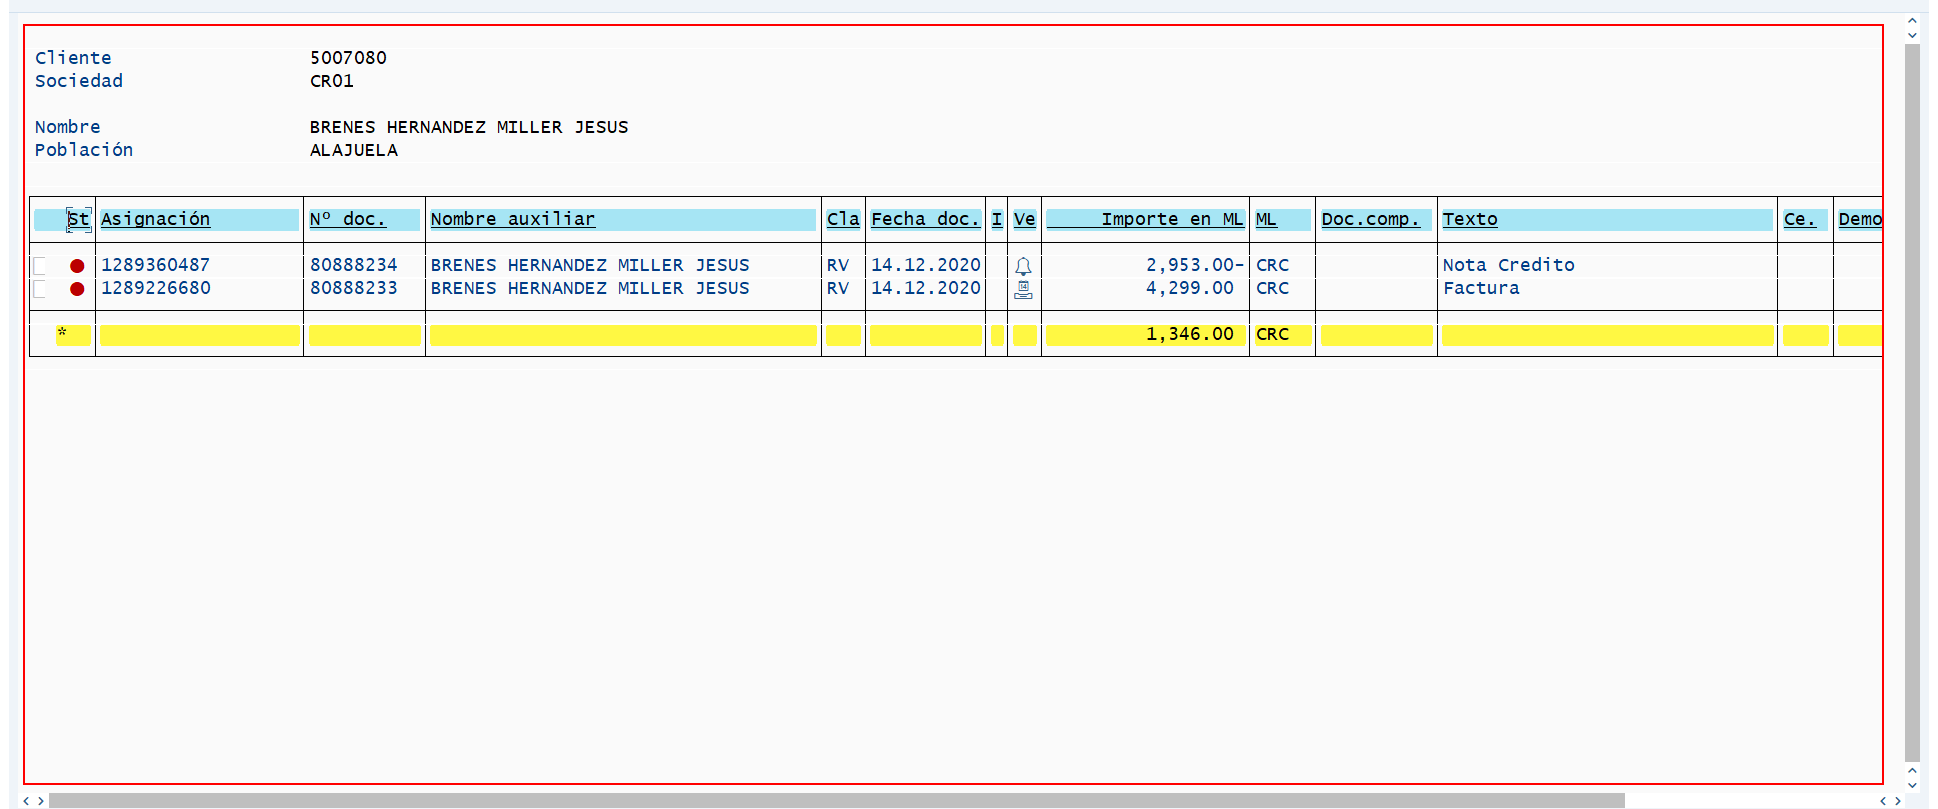 Cliente 5007080
Sociedad CR01
Nombre BRENES HERNANDEZ MILLER JESUS
Población ALAJUELA
St Asignación Nº doc. Nombre auxiliar Cla Fecha doc. I Ve Importe en ML ML Doc.comp. Texto Ce. Demo
1289360487 80888234 BRENES HERNANDEZ MILLER JESUS RV 14.12.2020 2,953.00- CRC Nota Credito
1289226680 80888233 BRENES HERNANDEZ MILLER JESUS RV 14.12.2020 4,299.00 CRC Factura
* 1,346.00 CRC